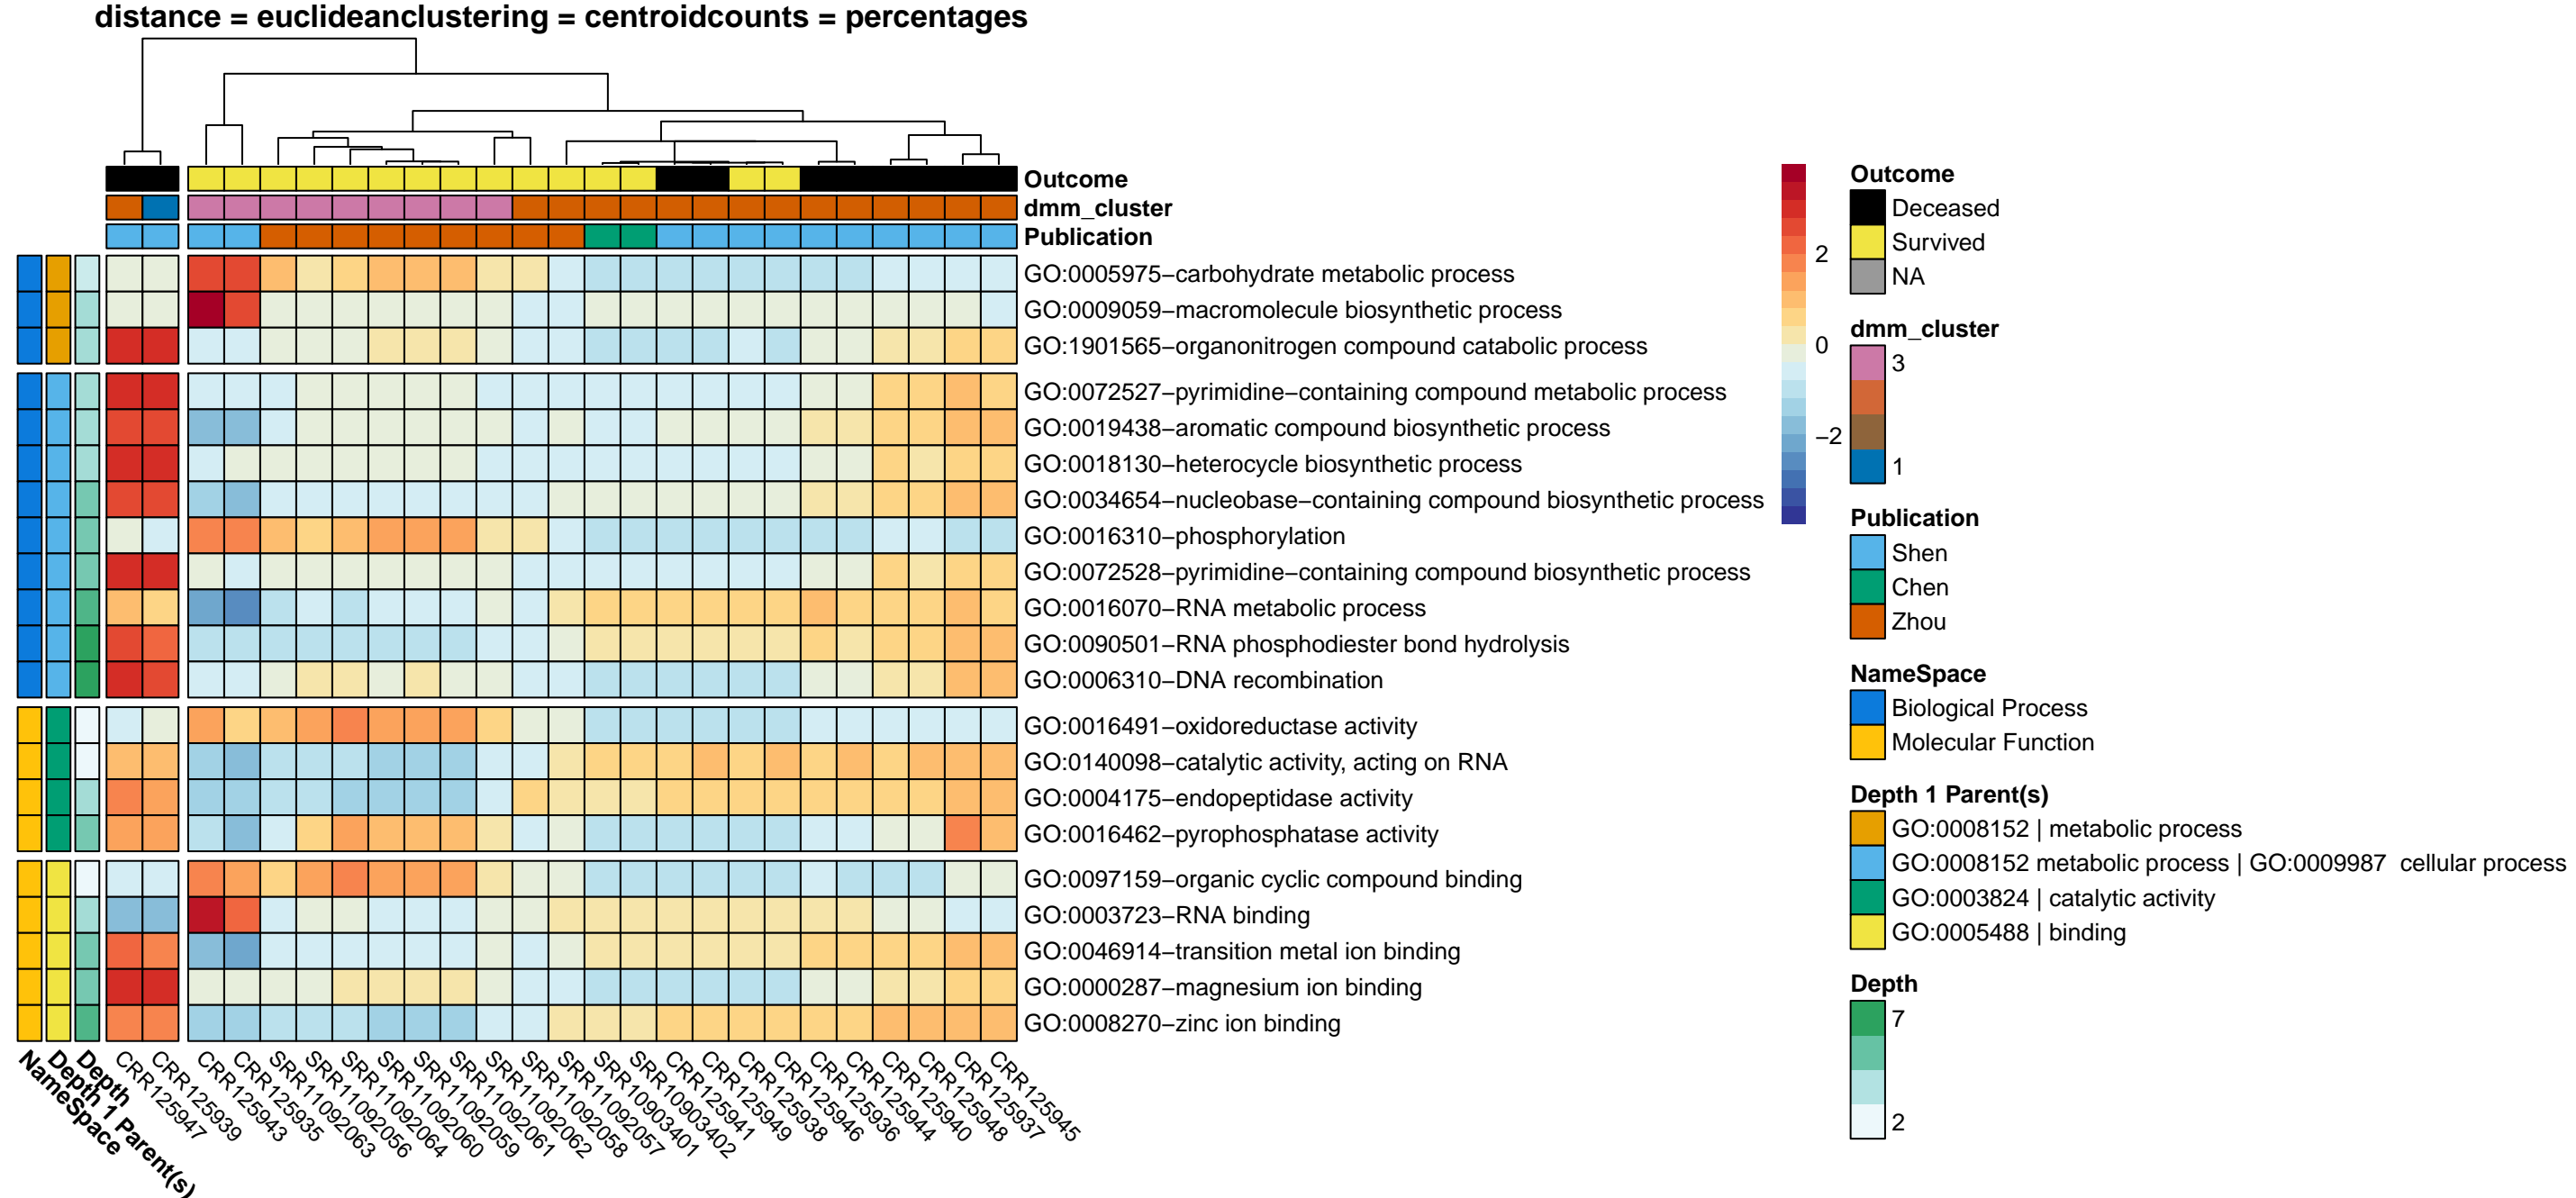 distance = euclideanclustering = centroidcounts = percentages
Outcome
dmm_cluster
Publication
GO:0005975−carbohydrate metabolic process
GO:0009059−macromolecule biosynthetic process
GO:1901565−organonitrogen compound catabolic process
GO:0072527−pyrimidine−containing compound metabolic process
GO:0019438−aromatic compound biosynthetic process
GO:0018130−heterocycle biosynthetic process
GO:0034654−nucleobase−containing compound biosynthetic process
GO:0016310−phosphorylation
GO:0072528−pyrimidine−containing compound biosynthetic process
GO:0016070−RNA metabolic process
GO:0090501−RNA phosphodiester bond hydrolysis
GO:0006310−DNA recombination
GO:0016491−oxidoreductase activity
GO:0140098−catalytic activity, acting on RNA
GO:0004175−endopeptidase activity
GO:0016462−pyrophosphatase activity
GO:0097159−organic cyclic compound binding
GO:0003723−RNA binding
GO:0046914−transition metal ion binding
GO:0000287−magnesium ion binding
GO:0008270−zinc ion binding
NameSpace
Depth 1 Parent(s)
Depth
CRR125947
CRR125939
CRR125943
CRR125935
SRR11092063
SRR11092056
SRR11092064
SRR11092060
SRR11092059
SRR11092061
SRR11092062
SRR11092058
SRR11092057
SRR10903401
SRR10903402
CRR125941
CRR125949
CRR125938
CRR125946
CRR125936
CRR125944
CRR125940
CRR125948
CRR125937
CRR125945
2
0
−2
Outcome
Deceased
Survived
NA
dmm_cluster
3
1
Publication
Shen
Chen
Zhou
NameSpace
Biological Process
Molecular Function
Depth 1 Parent(s)
GO:0008152 | metabolic process
GO:0008152 metabolic process | GO:0009987  cellular process
GO:0003824 | catalytic activity
GO:0005488 | binding
Depth
7
2